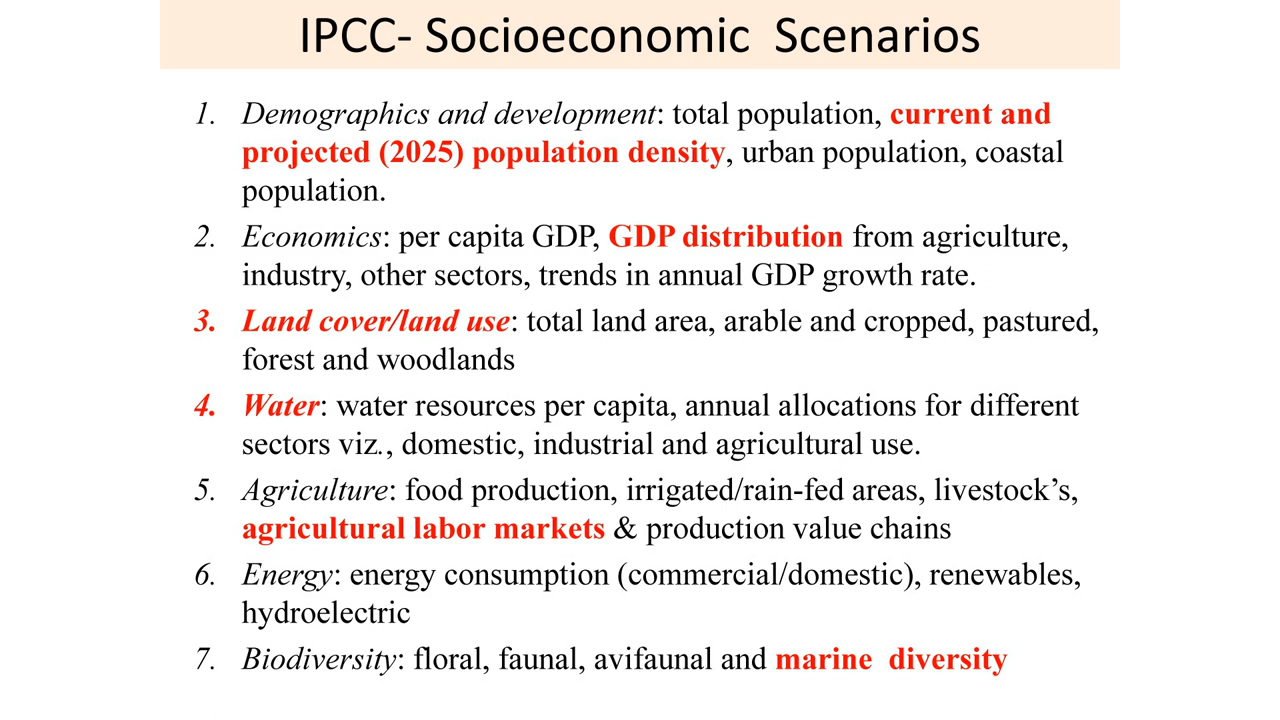 IPCC- Socioeconomic  Scenarios
1. Demographics and development: total population, current and
projected (2025) population density, urban population, coastal
population.
2. Economics: per capita GDP, GDP distribution from agriculture,
industry, other sectors, trends in annual GDP growth rate.
3. Land cover/land use: total land area, arable and cropped, pastured,
forest and woodlands
4. Water: water resources per capita, annual allocations for different
sectors viz., domestic, industrial and agricultural use.
5. Agriculture: food production, irrigated/rain-fed areas, livestock’s,
agricultural labor markets & production value chains
6. Energy: energy consumption (commercial/domestic), renewables,
hydroelectric
7. Biodiversity: floral, faunal, avifaunal and marine  diversity